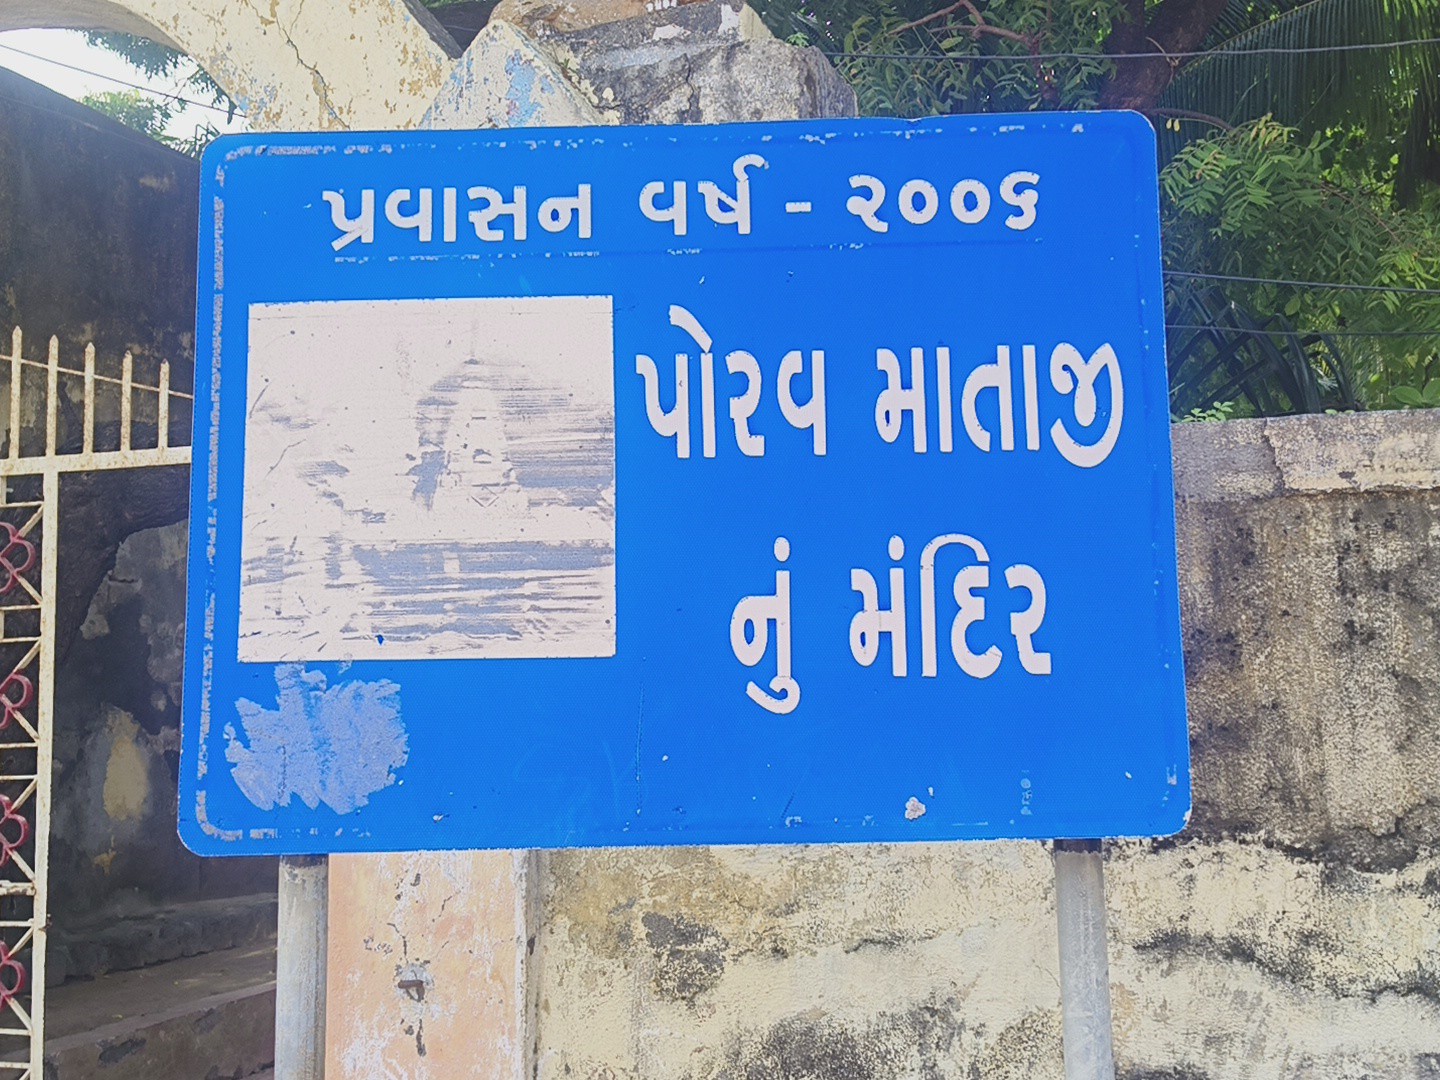 પ્રવાસન વર્ષ - ૨૦૦૬
પોરવ માતાજી
નું મંદિર